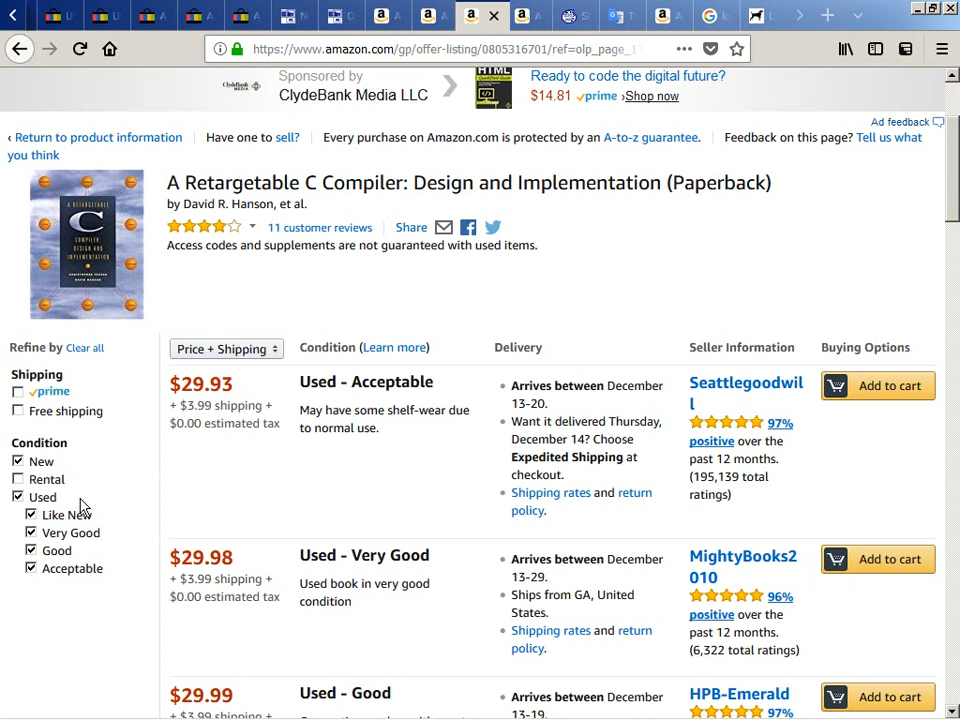 U
U
A
A
A
N
O
A
A
A
A
S
T
A
k
A
https://www.amazon.com/gp/offer-listing/0805316701/ref=olp_page_1
ClydeBank MEDIA
Sponsored by
ClydeBank Media LLC
HTML
Ready to code the digital future?
$14.81 prime ›Shop now
Ad feedback
‹ Return to product information
Have one to sell?
Every purchase on Amazon.com is protected by an A-to-z guarantee.
Feedback on this page? Tell us what
you think
A RETARGETABLE
C
COMPILER:
DESIGN AND
IMPLEMENTATION
CHRISTOPHER FRASER
DAVID HANSON
A Retargetable C Compiler: Design and Implementation (Paperback)
by David R. Hanson, et al.
11 customer reviews
Share
Access codes and supplements are not guaranteed with used items.
Refine by Clear all
Shipping
prime
Free shipping
Condition
New
Rental
Used
Like New
Very Good
Good
Acceptable
Price + Shipping
Condition (Learn more)
Delivery
Seller Information
Buying Options
$29.93
+ $3.99 shipping +
$0.00 estimated tax
Used - Acceptable
May have some shelf-wear due
to normal use.
Arrives between December
13-20.
Want it delivered Thursday,
December 14? Choose
Expedited Shipping at
checkout.
Shipping rates and return
policy.
Seattlegoodwil
l
97%
positive over the
past 12 months.
(195,139 total
ratings)
Add to cart
$29.98
+ $3.99 shipping +
$0.00 estimated tax
Used - Very Good
Used book in very good
condition
Arrives between December
13-29.
Ships from GA, United
States.
Shipping rates and return
policy.
MightyBooks2
010
96%
positive over the
past 12 months.
(6,322 total ratings)
Add to cart
$29.99
Used - Good
Arrives between December
13-19.
HPB-Emerald
97%
Add to cart